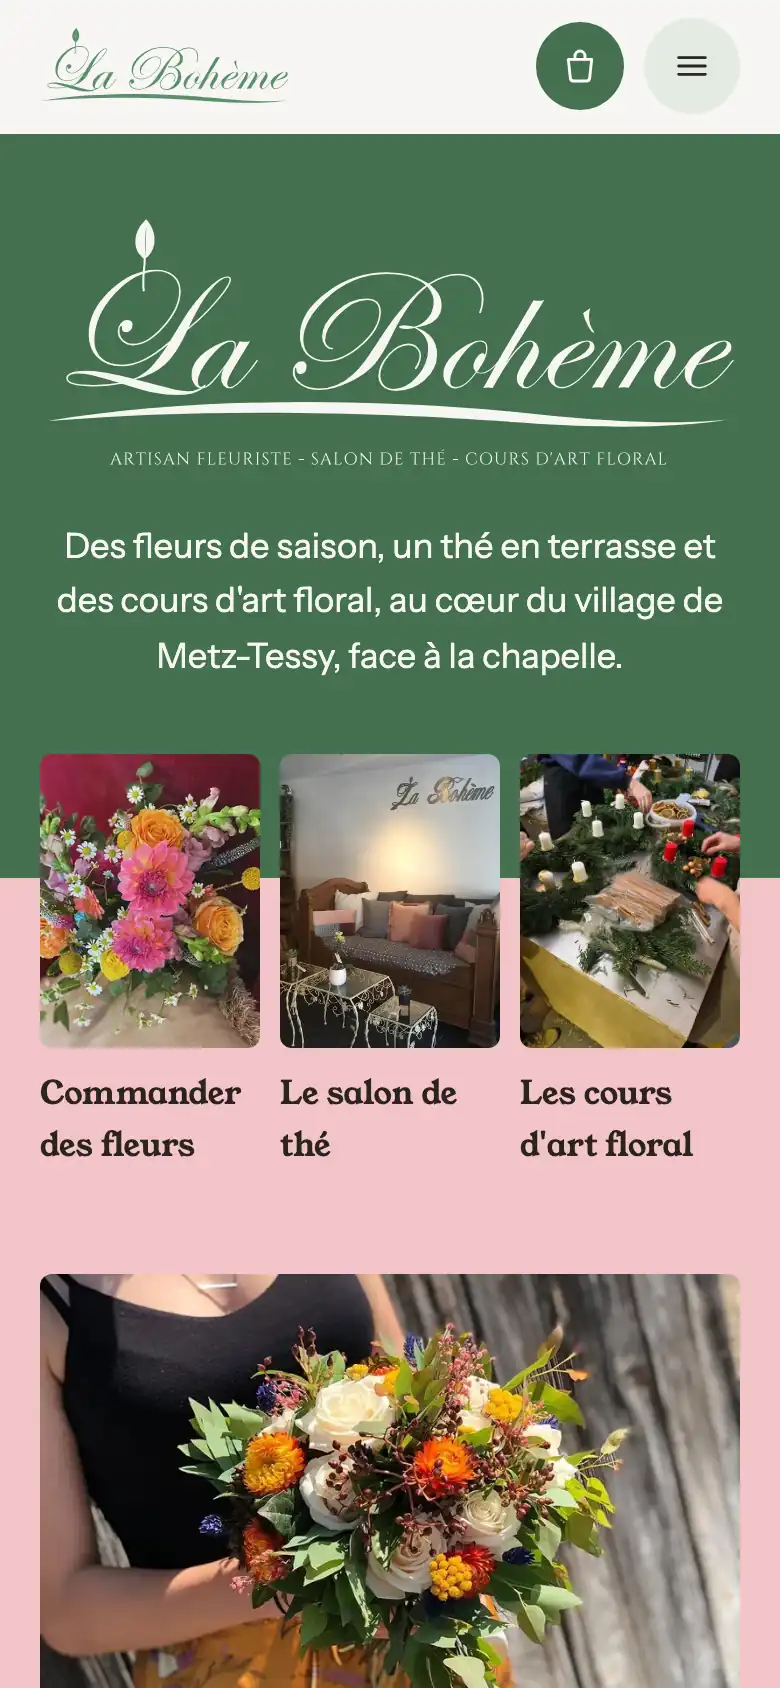 La Bohème
La Bohème
ARTISAN FLEURISTE - SALON DE THÉ - COURS D'ART FLORAL
Des fleurs de saison, un thé en terrasse et
des cours d'art floral, au cœur du village de
Metz-Tessy, face à la chapelle.
La Bohème
Commander
des fleurs
Le salon de
thé
Les cours
d'art floral